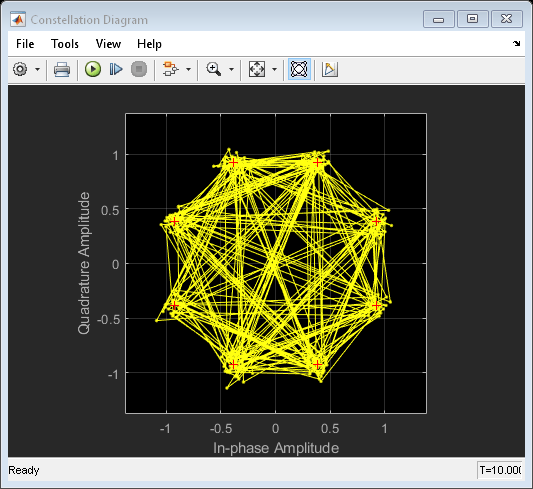 Constellation Diagram
File Tools View Help
1
0.5
0
-0.5
-1
Quadrature Amplitude
-1 -0.5 0 0.5 1
In-phase Amplitude
Ready T=10.00